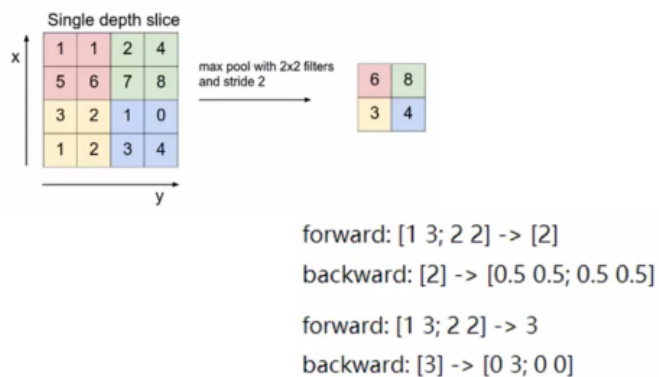 Single depth slice
x
1 1 2 4
5 6 7 8
3 2 1 0
1 2 3 4
y
max pool with 2x2 filters
and stride 2
6 8
3 4
forward: [1 3; 2 2] -> [2]
backward: [2] -> [0.5 0.5; 0.5 0.5]
forward: [1 3; 2 2] -> 3
backward: [3] -> [0 3; 0 0]